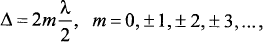 Δ = 2m λ/2, m = 0, ±1, ±2, ±3, ...,